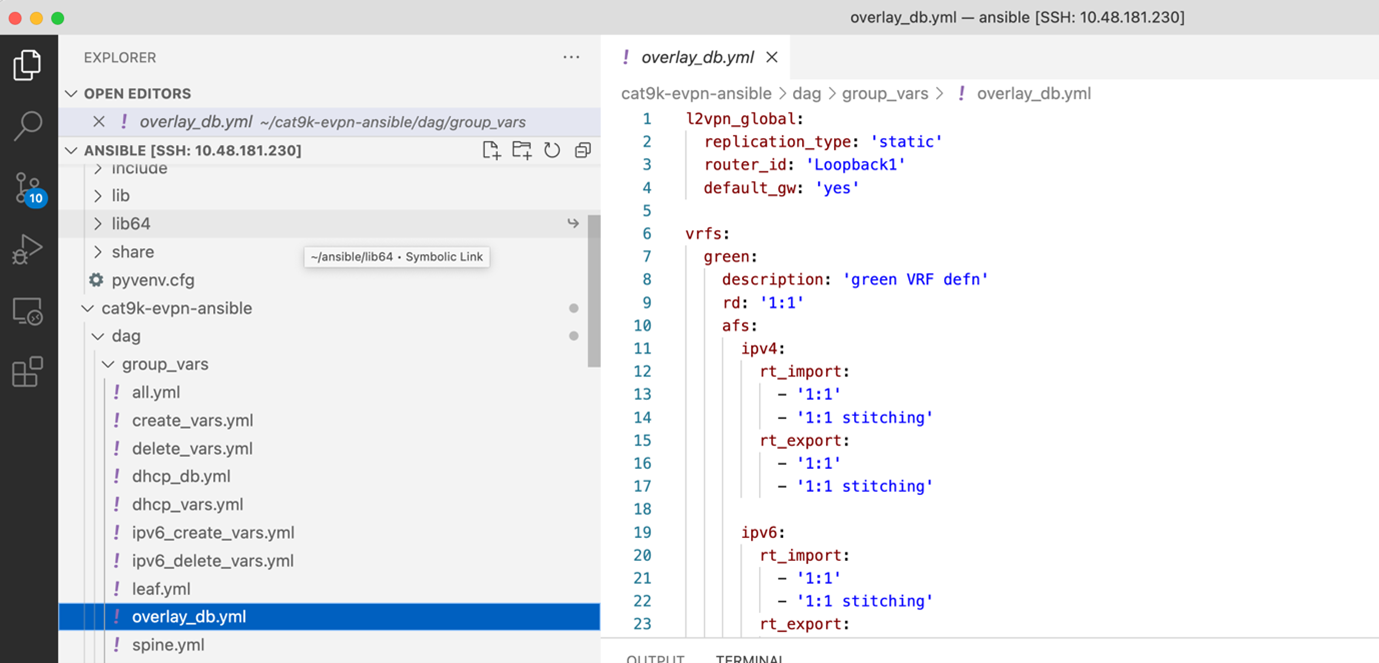 overlay_db.yml — ansible [SSH: 10.48.181.230]
EXPLORER
···
OPEN EDITORS
! overlay_db.yml ~/cat9k-evpn-ansible/dag/group_vars
ANSIBLE [SSH: 10.48.181.230]
include
lib
lib64
~/ansible/lib64 • Symbolic Link
share
pyvenv.cfg
cat9k-evpn-ansible
dag
group_vars
! all.yml
! create_vars.yml
! delete_vars.yml
! dhcp_db.yml
! dhcp_vars.yml
! ipv6_create_vars.yml
! ipv6_delete_vars.yml
! leaf.yml
! overlay_db.yml
! spine.yml
10
! overlay_db.yml
cat9k-evpn-ansible > dag > group_vars > ! overlay_db.yml
1 l2vpn_global:
2 replication_type: 'static'
3 router_id: 'Loopback1'
4 default_gw: 'yes'
5
6 vrfs:
7 green:
8 description: 'green VRF defn'
9 rd: '1:1'
10 afs:
11 ipv4:
12 rt_import:
13 - '1:1'
14 - '1:1 stitching'
15 rt_export:
16 - '1:1'
17 - '1:1 stitching'
18
19 ipv6:
20 rt_import:
21 - '1:1'
22 - '1:1 stitching'
23 rt_export:
OUTPUT TERMINAL